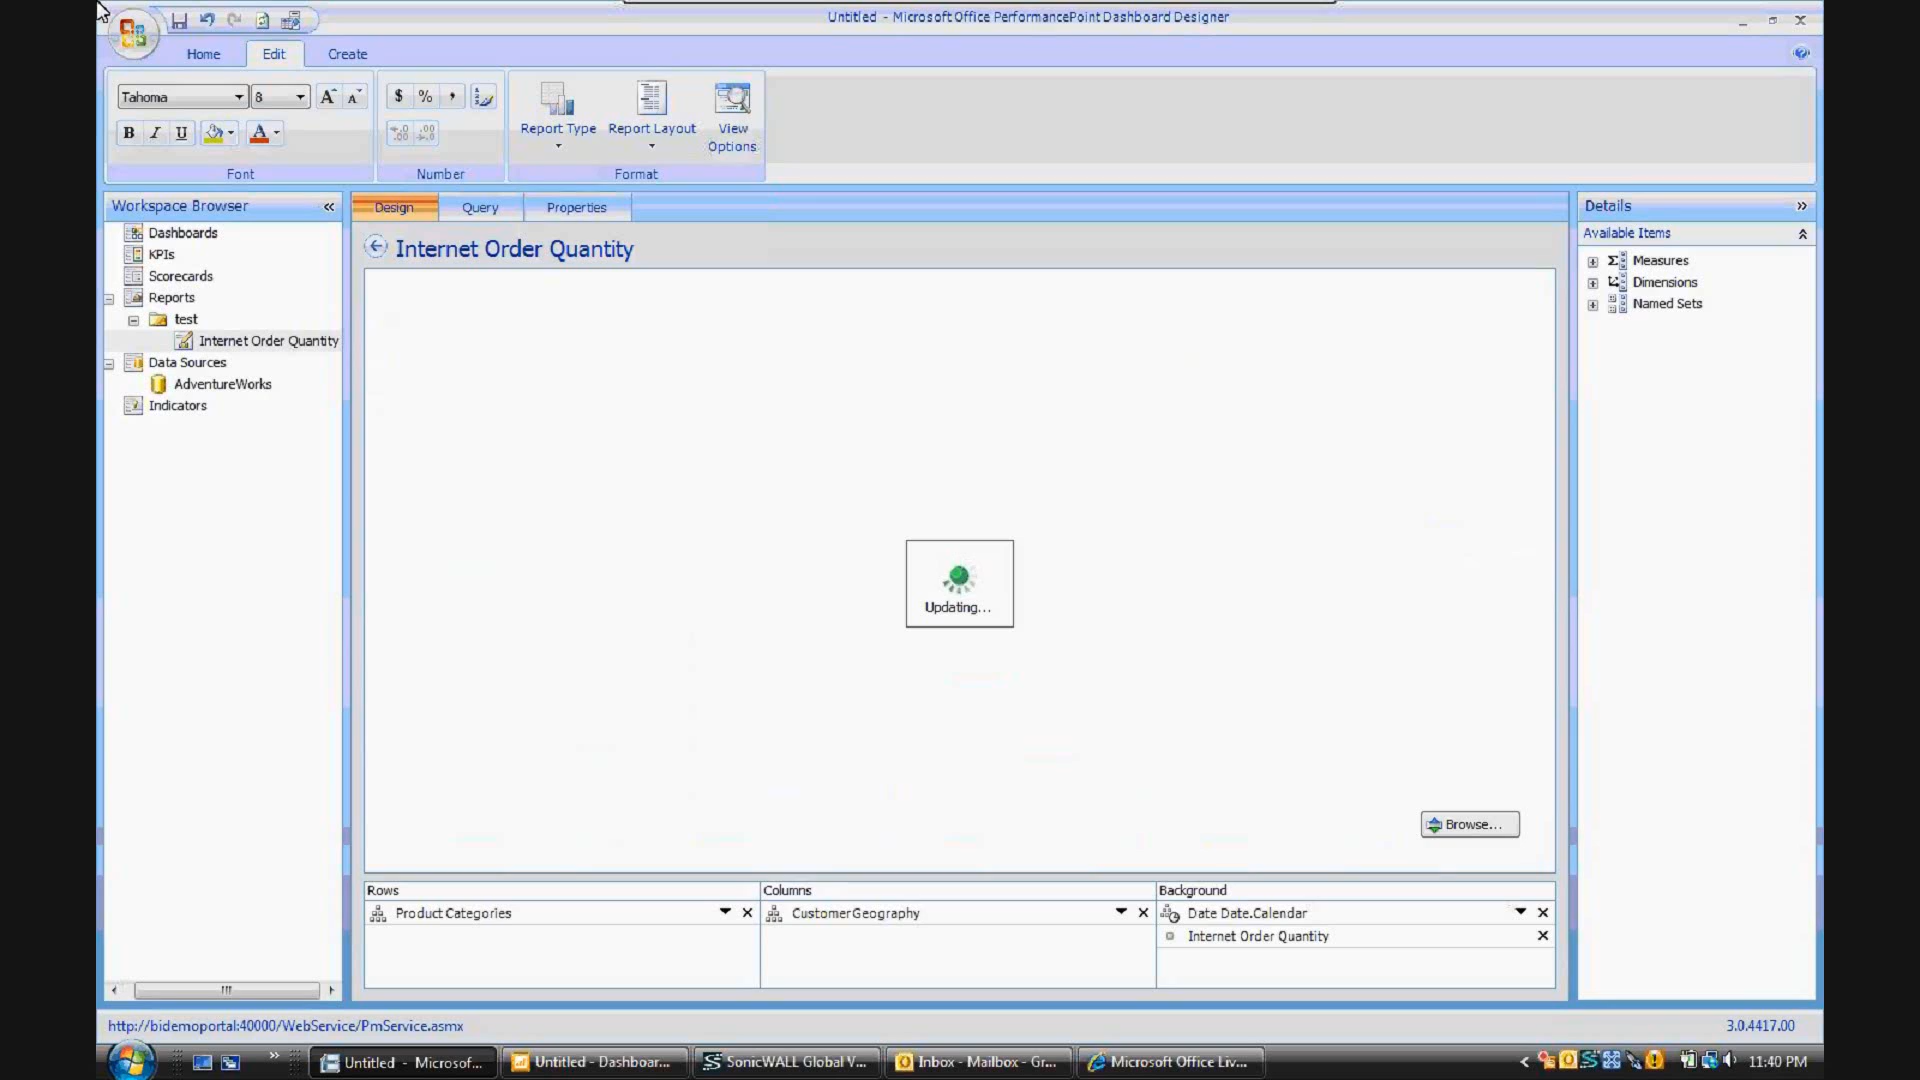 Untitled - Microsoft Office PerformancePoint Dashboard Designer
Home Edit Create
Tahoma 8
$ % ,
B I U A
Report Type Report Layout View Options
Font Number Format
Workspace Browser
Dashboards
KPIs
Scorecards
Reports
test
Internet Order Quantity
Data Sources
AdventureWorks
Indicators
Design Query Properties
Internet Order Quantity
Updating...
Browse...
Rows
Product Categories
Columns
CustomerGeography
Background
Date Date.Calendar
Internet Order Quantity
Details
Available Items
Measures
Dimensions
Named Sets
http://bidemoportal:40000/WebService/PmService.asmx
3.0.4417.00
Untitled - Microsof...
Untitled - Dashboar...
SonicWALL Global V...
Inbox - Mailbox - Gr...
Microsoft Office Liv...
11:40 PM